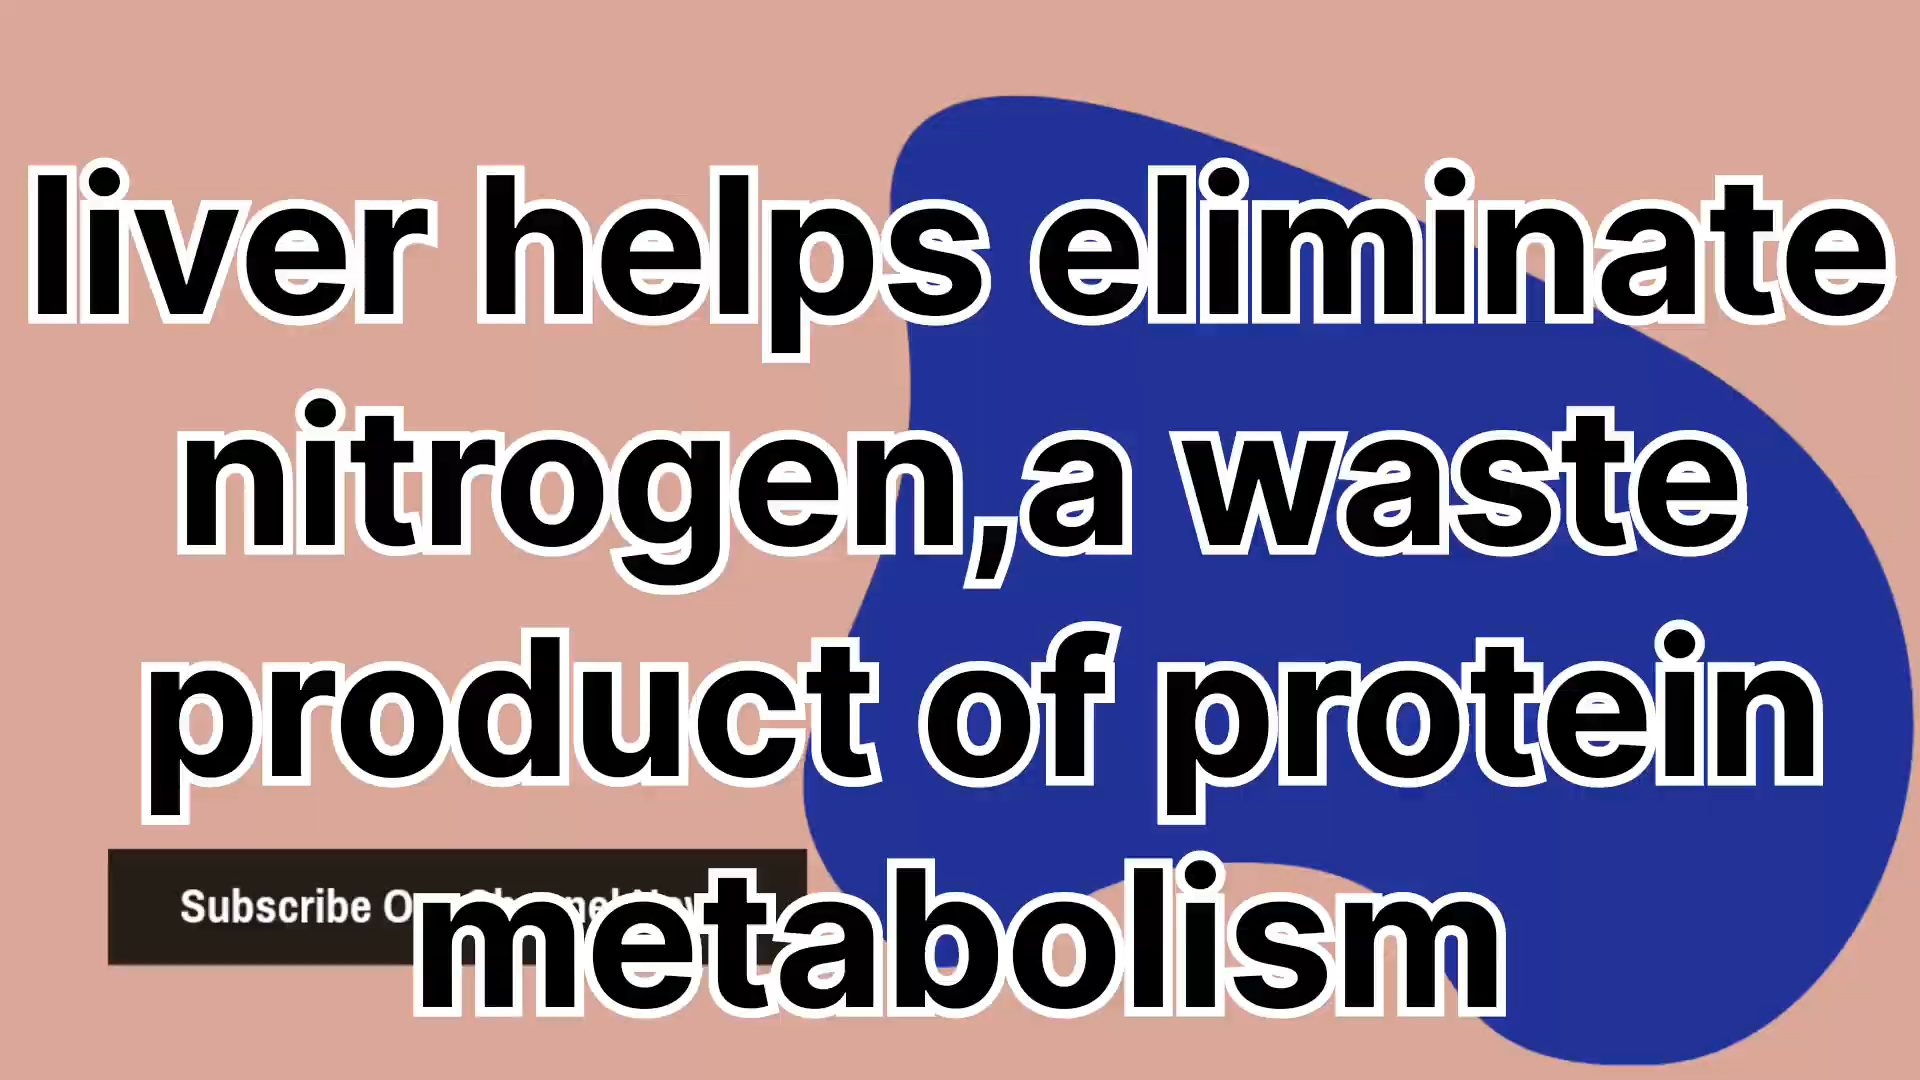 liver helps eliminate
nitrogen,a waste
product of protein
metabolism
Subscribe